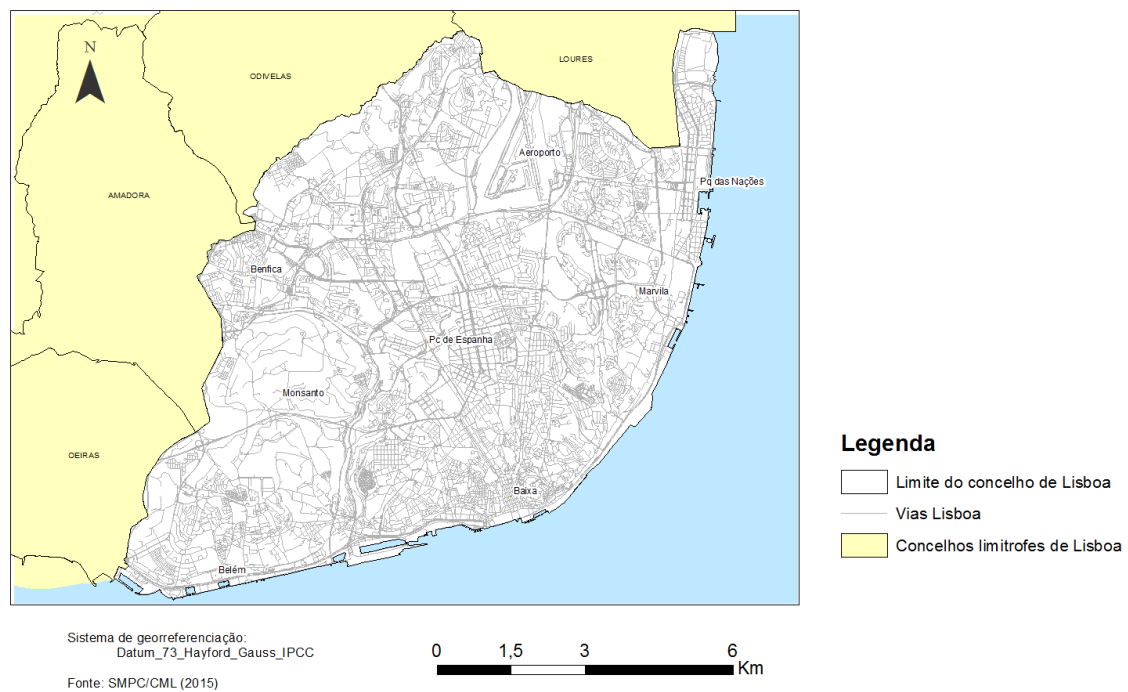 N
LOURES
ODIVELAS
Aeroporto
Pq das Nações
AMADORA
Benfica
Marvila
Pc de Espanha
Monsanto
OEIRAS
Baixa
Belém
Legenda
Limite do concelho de Lisboa
Vias Lisboa
Concelhos limitrofes de Lisboa
Sistema de georreferenciação:
Datum_73_Hayford_Gauss_IPCC
Fonte: SMPC/CML (2015)
0 1,5 3 6
Km